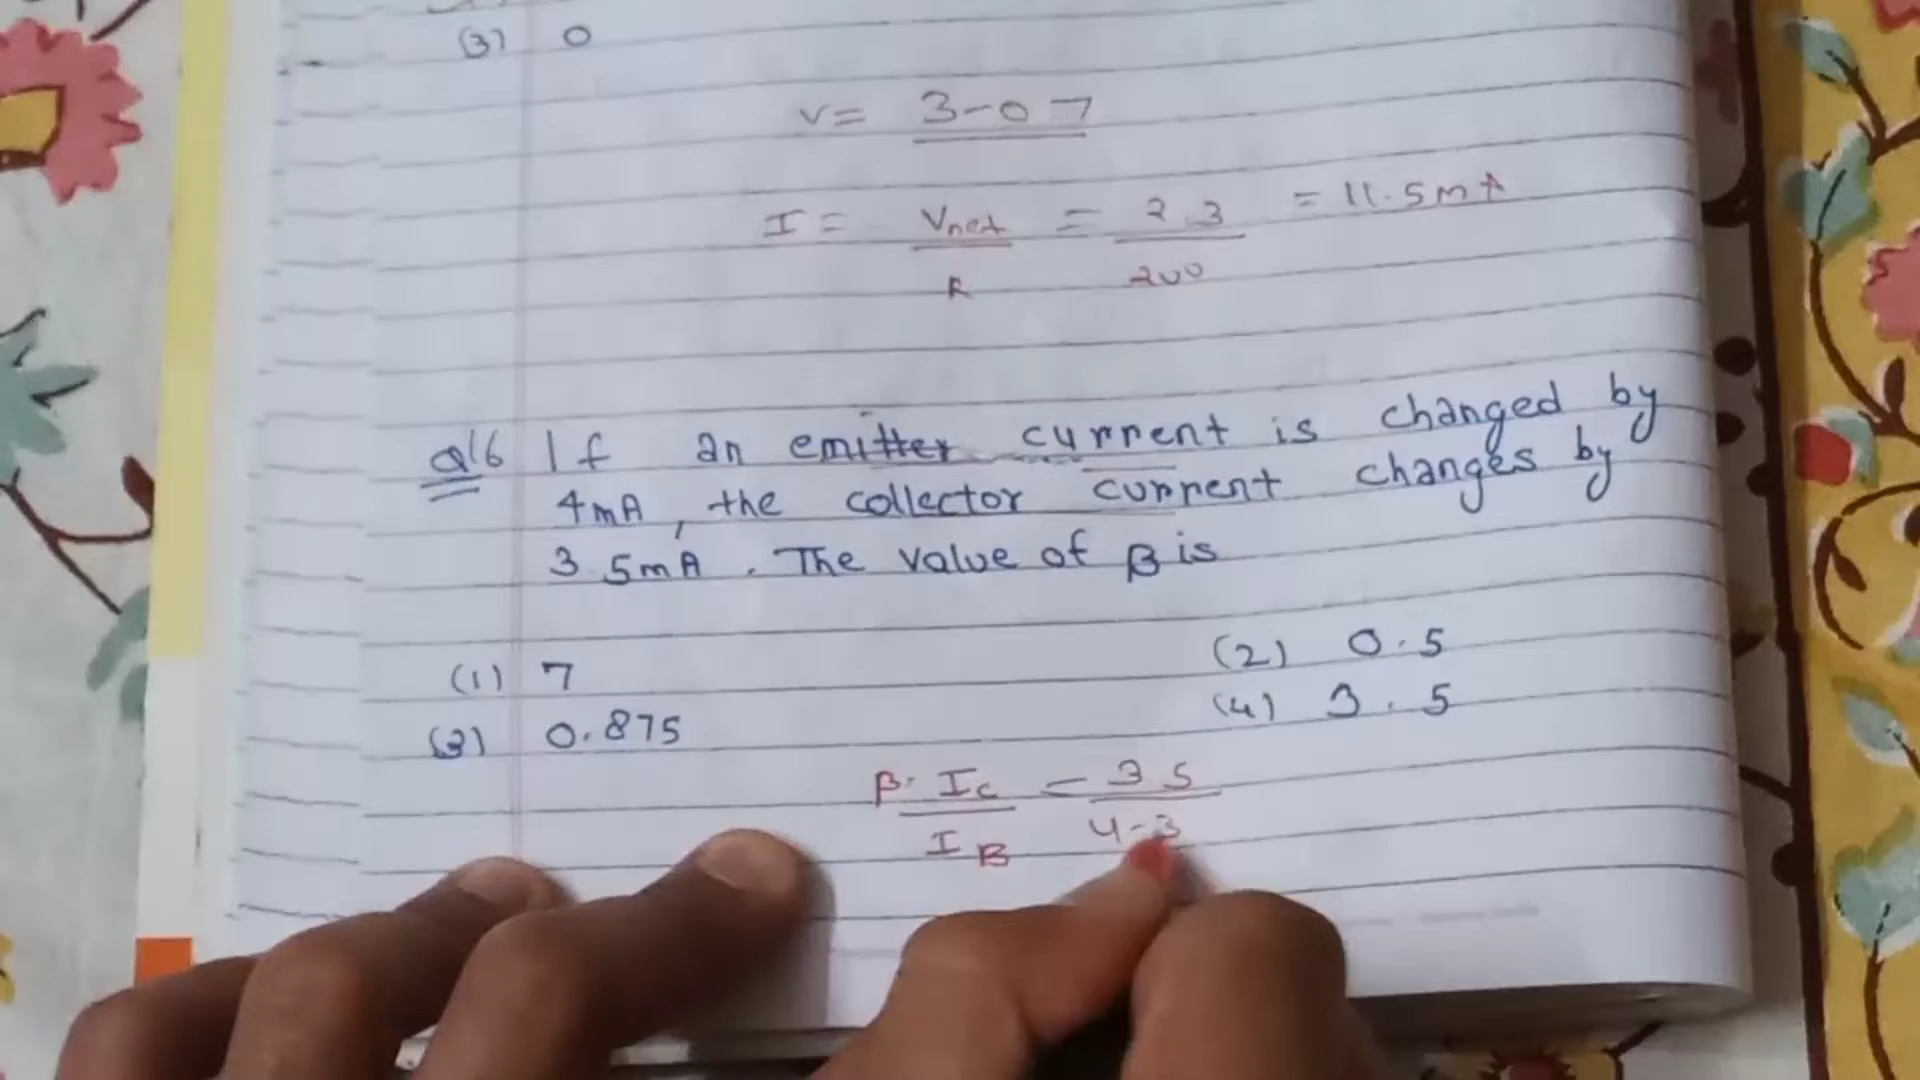 (3) 0
V= 3-0 7
I = Vnet/R = 2.3/200 = 11.5mA
Q16 If an emitter current is changed by
4mA, the collector current changes by
3.5mA. The value of β is
(1) 7 (2) 0.5
(3) 0.875 (4) 3.5
β. Ic/IB = 3 5/4-3